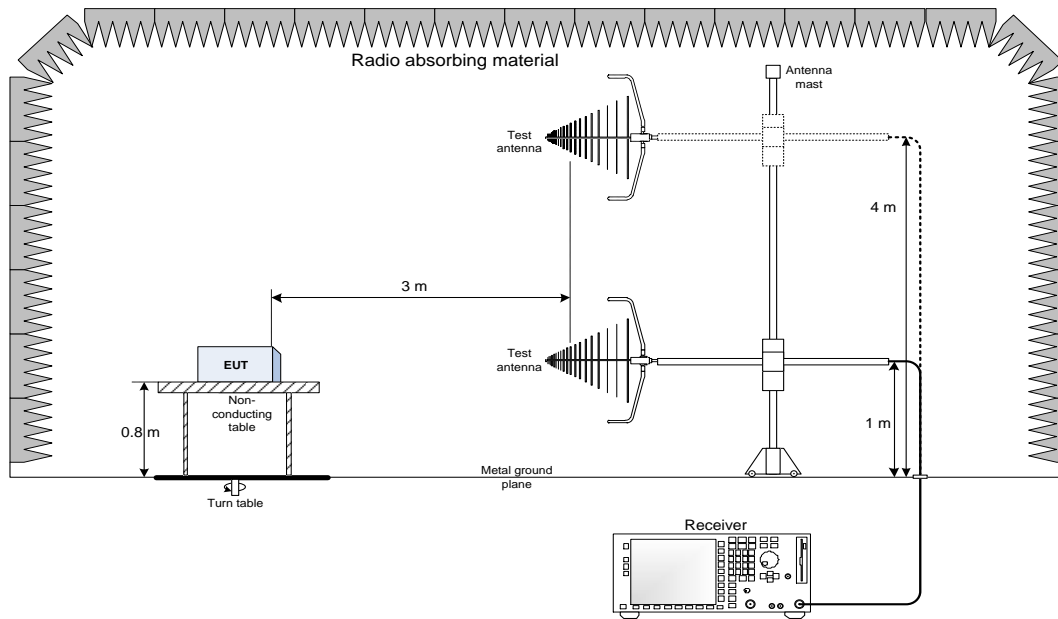 Radio absorbing material
Antenna
mast
Test
antenna
4 m
3 m
Test
antenna
EUT
Non-
conducting
table
0.8 m
1 m
Metal ground
plane
Turn table
Receiver